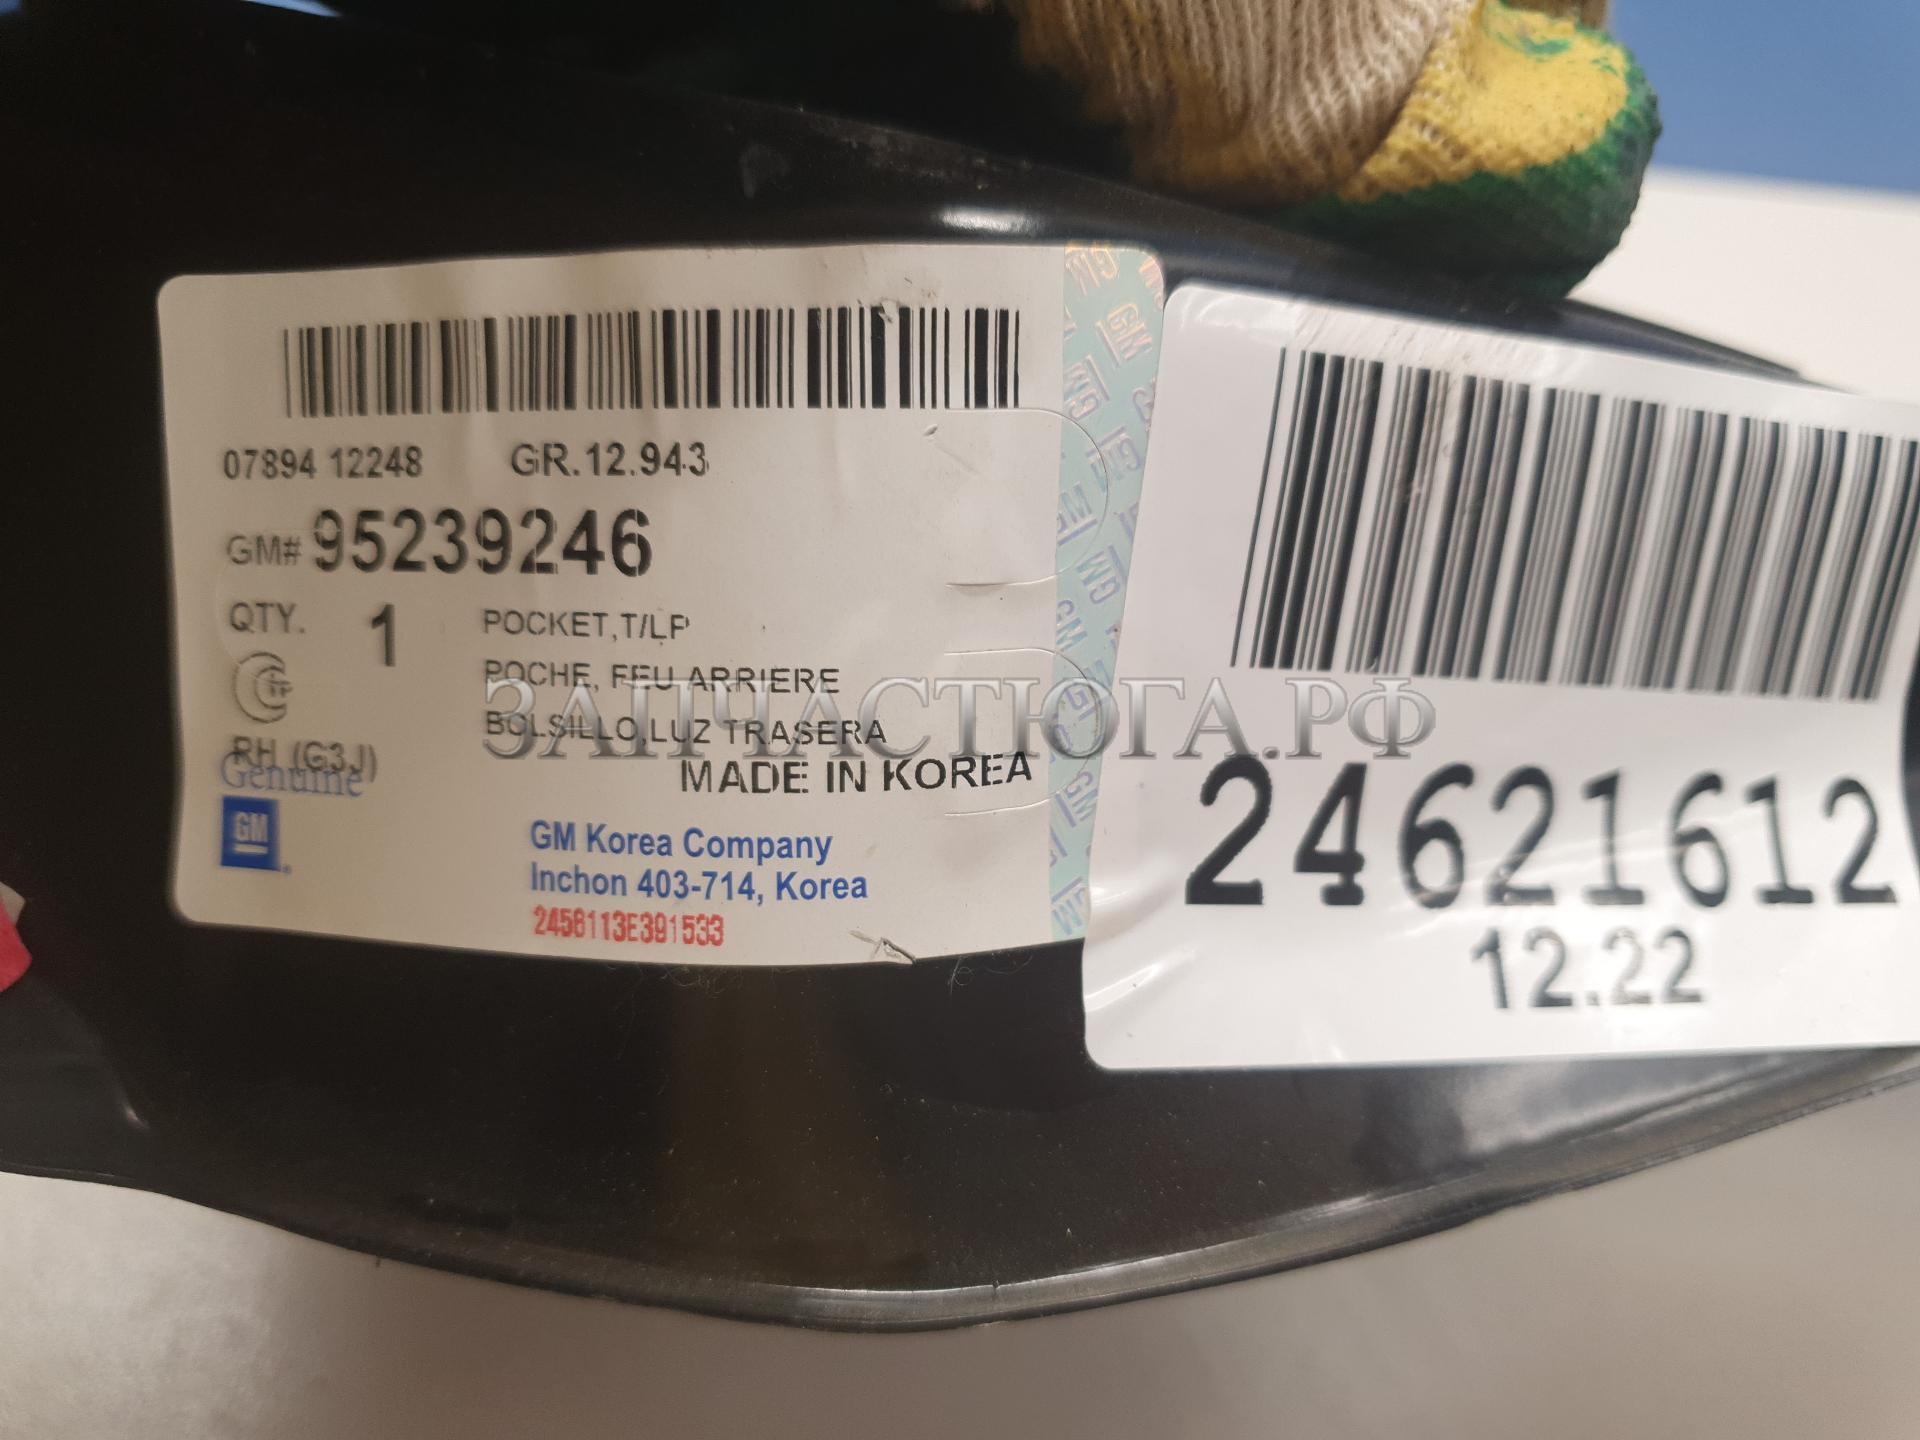 07894 12248 GR.12.943
GM# 95239246
QTY. 1 POCKET,T/LP
POCHE, FEU ARRIERE
BOLSILLO,LUZ TRASERA
RH (G3J)
MADE IN KOREA
Genuine
GM
GM Korea Company
Inchon 403-714, Korea
2456113E391533
24621612
12.22
ЗАПЧАСТЮГА.РФ